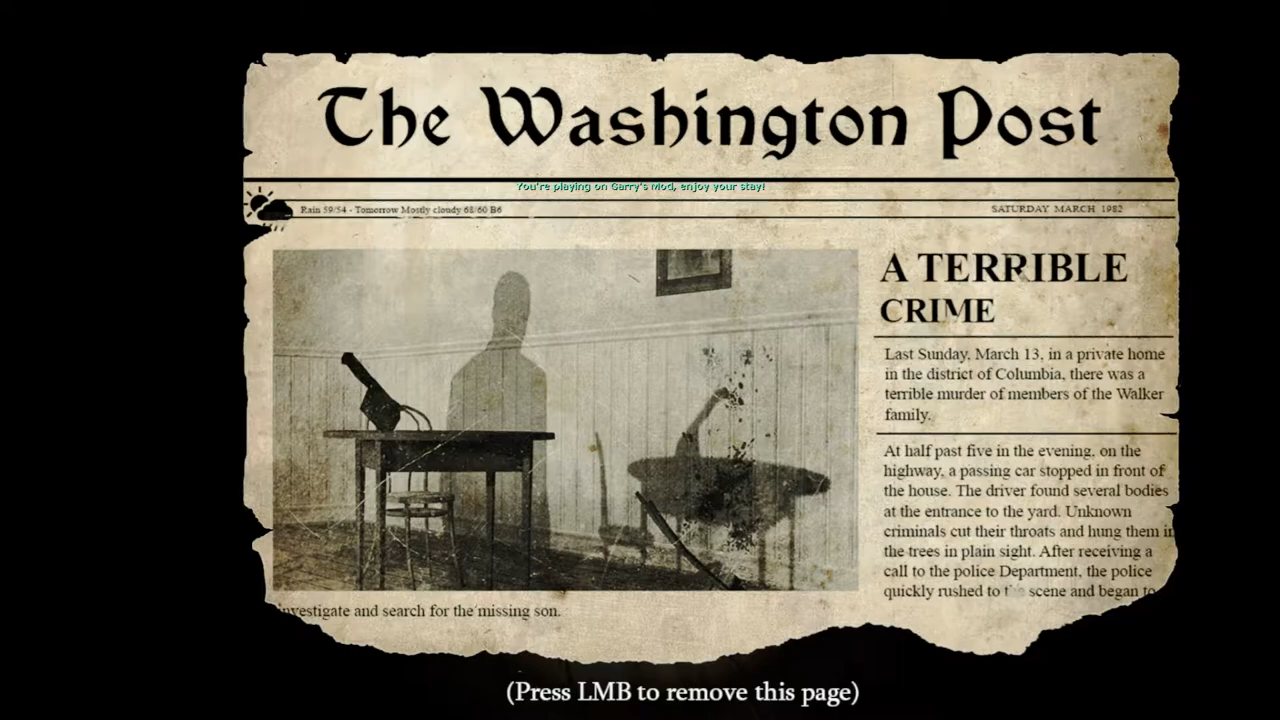 The Washington Post
You're playing on Garry's Mod, enjoy your stay!
Rain 59/54 - Tomorrow Mostly cloudy 68/60 B6
SATURDAY MARCH 1982
A TERRIBLE
CRIME
Last Sunday, March 13, in a private home
in the district of Columbia, there was a
terrible murder of members of the Walker
family.
At half past five in the evening, on the
highway, a passing car stopped in front of
the house. The driver found several bodies
at the entrance to the yard. Unknown
criminals cut their throats and hung them in
the trees in plain sight. After receiving a
call to the police Department, the police
quickly rushed to the scene and began to
investigate and search for the missing son.
(Press LMB to remove this page)